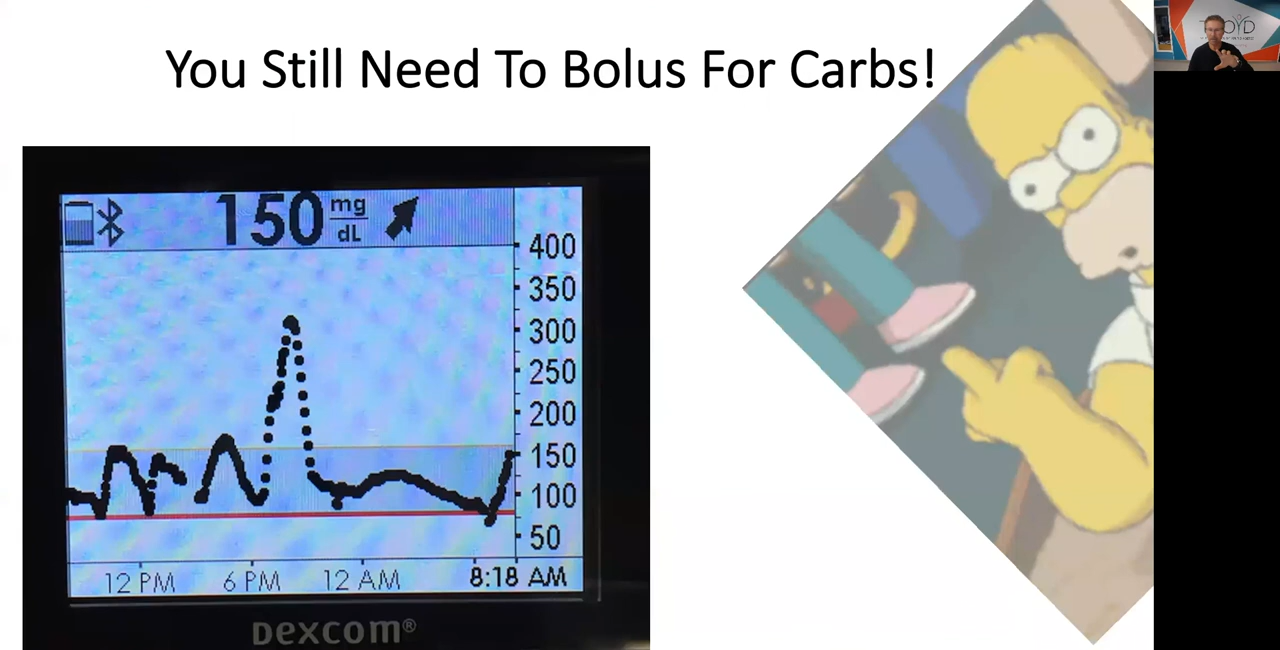 You Still Need To Bolus For Carbs!
150 mg/dL
400
350
300
250
200
150
100
50
12 PM 6 PM 12 AM 8:18 AM
Dexcom®